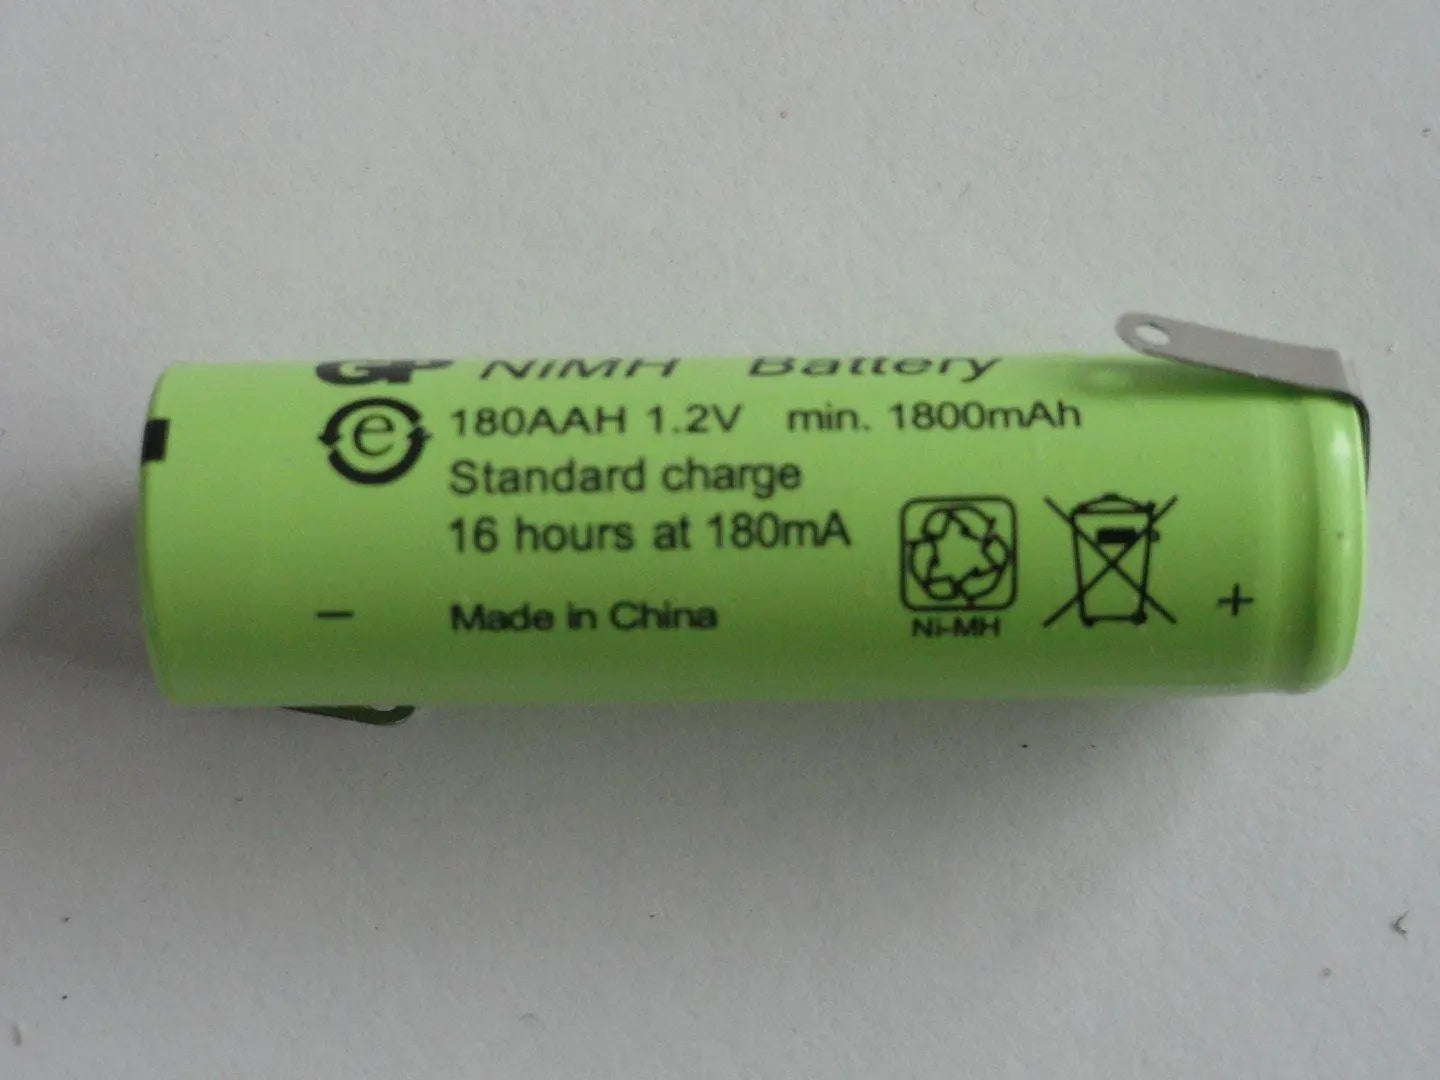 GP NiMH Battery
e 180AAH 1.2V min. 1800mAh
Standard charge
16 hours at 180mA
Ni-MH
- Made in China +